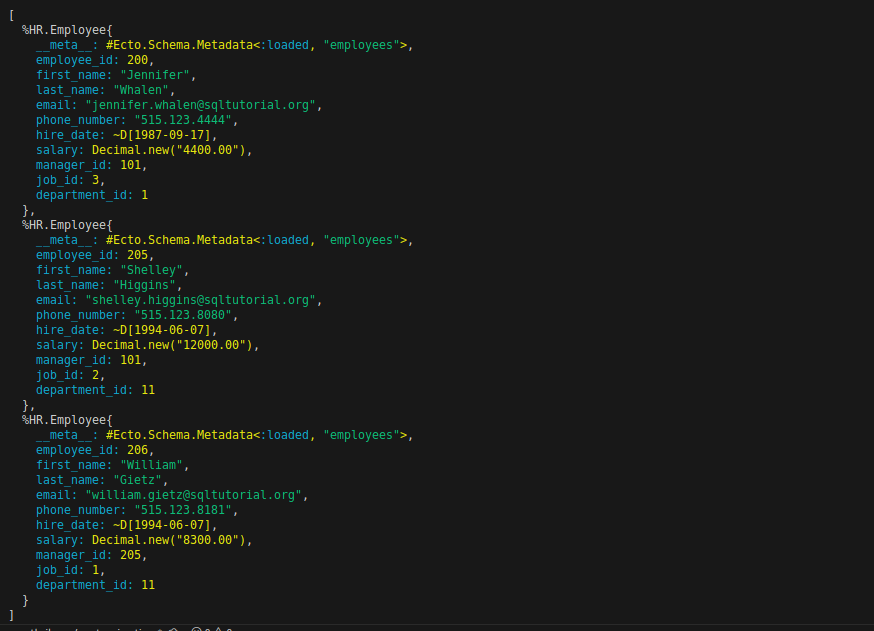 [
  %HR.Employee{
    __meta__: #Ecto.Schema.Metadata<:loaded, "employees">,
    employee_id: 200,
    first_name: "Jennifer",
    last_name: "Whalen",
    email: "jennifer.whalen@sqltutorial.org",
    phone_number: "515.123.4444",
    hire_date: ~D[1987-09-17],
    salary: Decimal.new("4400.00"),
    manager_id: 101,
    job_id: 3,
    department_id: 1
  },
  %HR.Employee{
    __meta__: #Ecto.Schema.Metadata<:loaded, "employees">,
    employee_id: 205,
    first_name: "Shelley",
    last_name: "Higgins",
    email: "shelley.higgins@sqltutorial.org",
    phone_number: "515.123.8080",
    hire_date: ~D[1994-06-07],
    salary: Decimal.new("12000.00"),
    manager_id: 101,
    job_id: 2,
    department_id: 11
  },
  %HR.Employee{
    __meta__: #Ecto.Schema.Metadata<:loaded, "employees">,
    employee_id: 206,
    first_name: "William",
    last_name: "Gietz",
    email: "william.gietz@sqltutorial.org",
    phone_number: "515.123.8181",
    hire_date: ~D[1994-06-07],
    salary: Decimal.new("8300.00"),
    manager_id: 205,
    job_id: 1,
    department_id: 11
  }
]